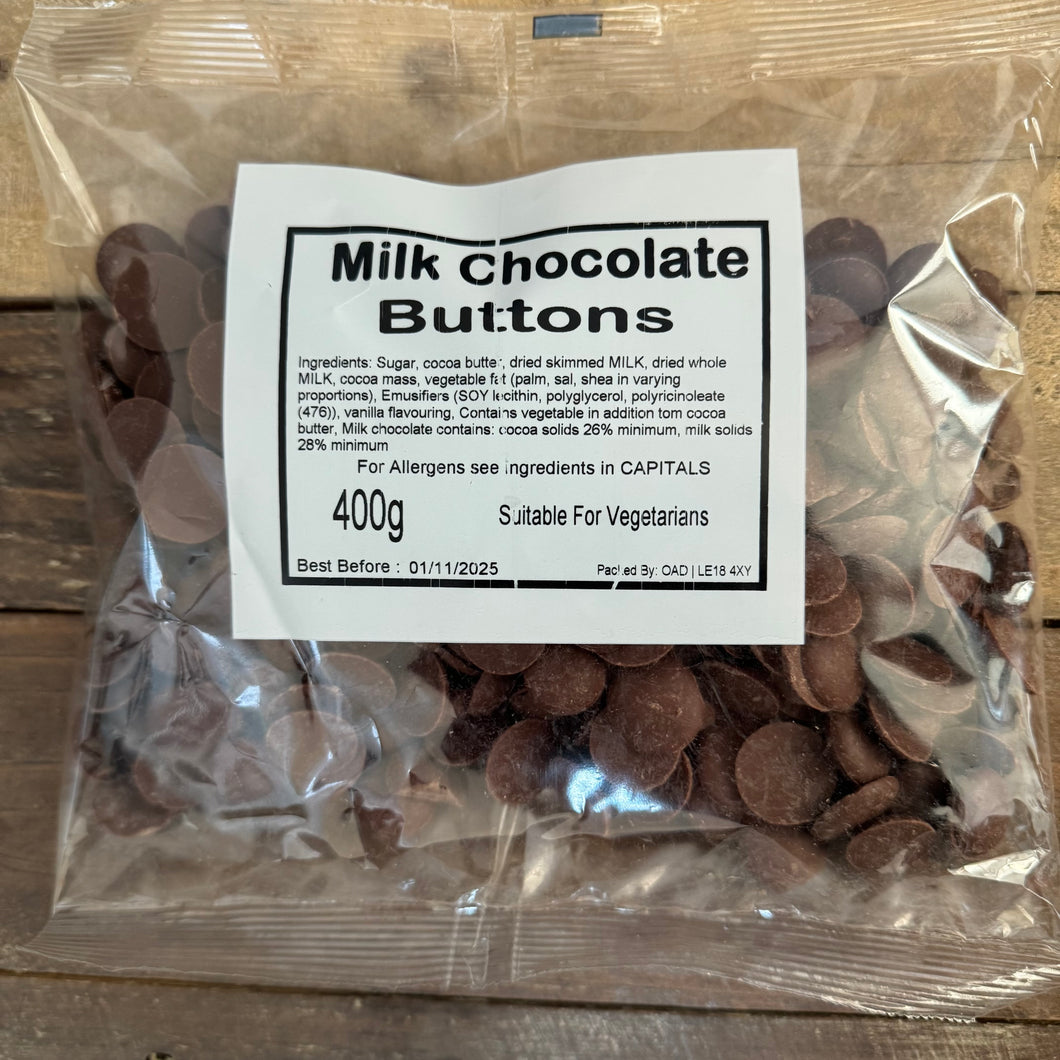 Milk Chocolate
Buttons
Ingredients: Sugar, cocoa butter, dried skimmed MILK, dried whole
MILK, cocoa mass, vegetable fat (palm, sal, shea in varying
proportions), Emusifiers (SOY lecithin, polyglycerol, polyricinoleate
(476)), vanilla flavouring, Contains vegetable in addition tom cocoa
butter, Milk chocolate contains: cocoa solids 26% minimum, milk solids
28% minimum
For Allergens see ingredients in CAPITALS
400g Suitable For Vegetarians
Best Before : 01/11/2025 Packed By: OAD | LE18 4XY